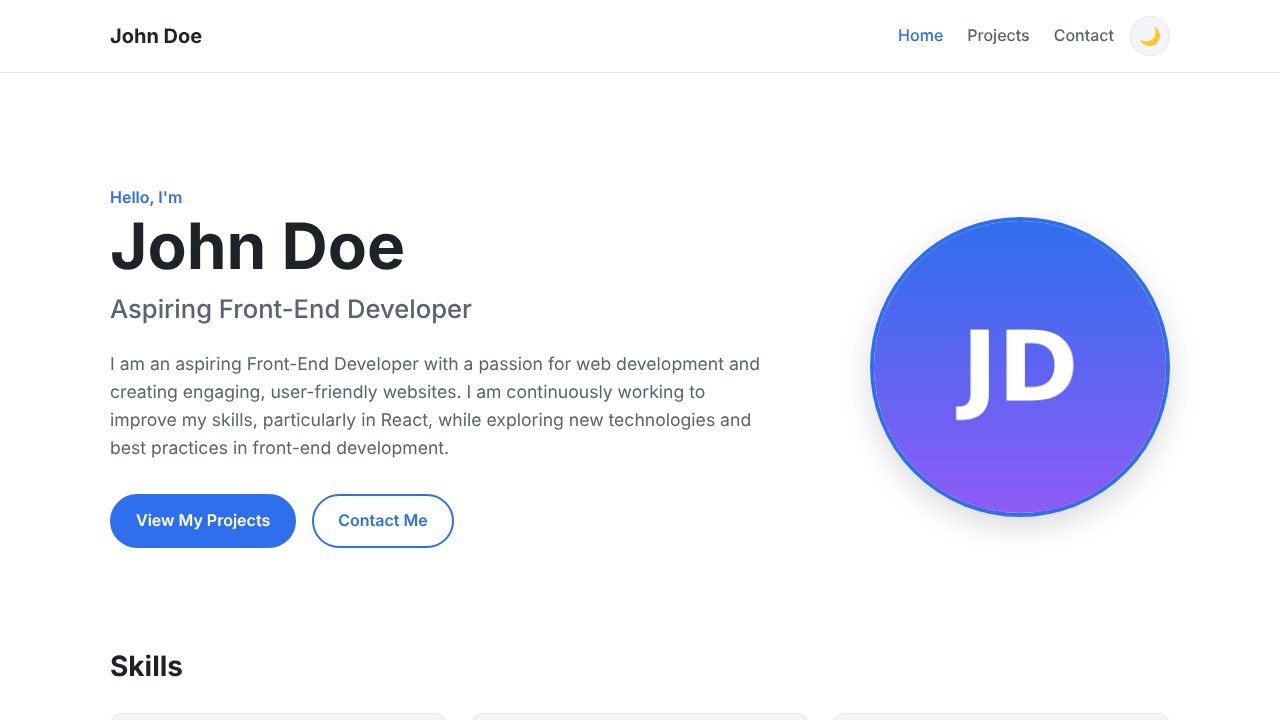 John Doe
Home
Projects
Contact
Hello, I'm
John Doe
Aspiring Front-End Developer
I am an aspiring Front-End Developer with a passion for web development and
creating engaging, user-friendly websites. I am continuously working to
improve my skills, particularly in React, while exploring new technologies and
best practices in front-end development.
View My Projects
Contact Me
JD
Skills